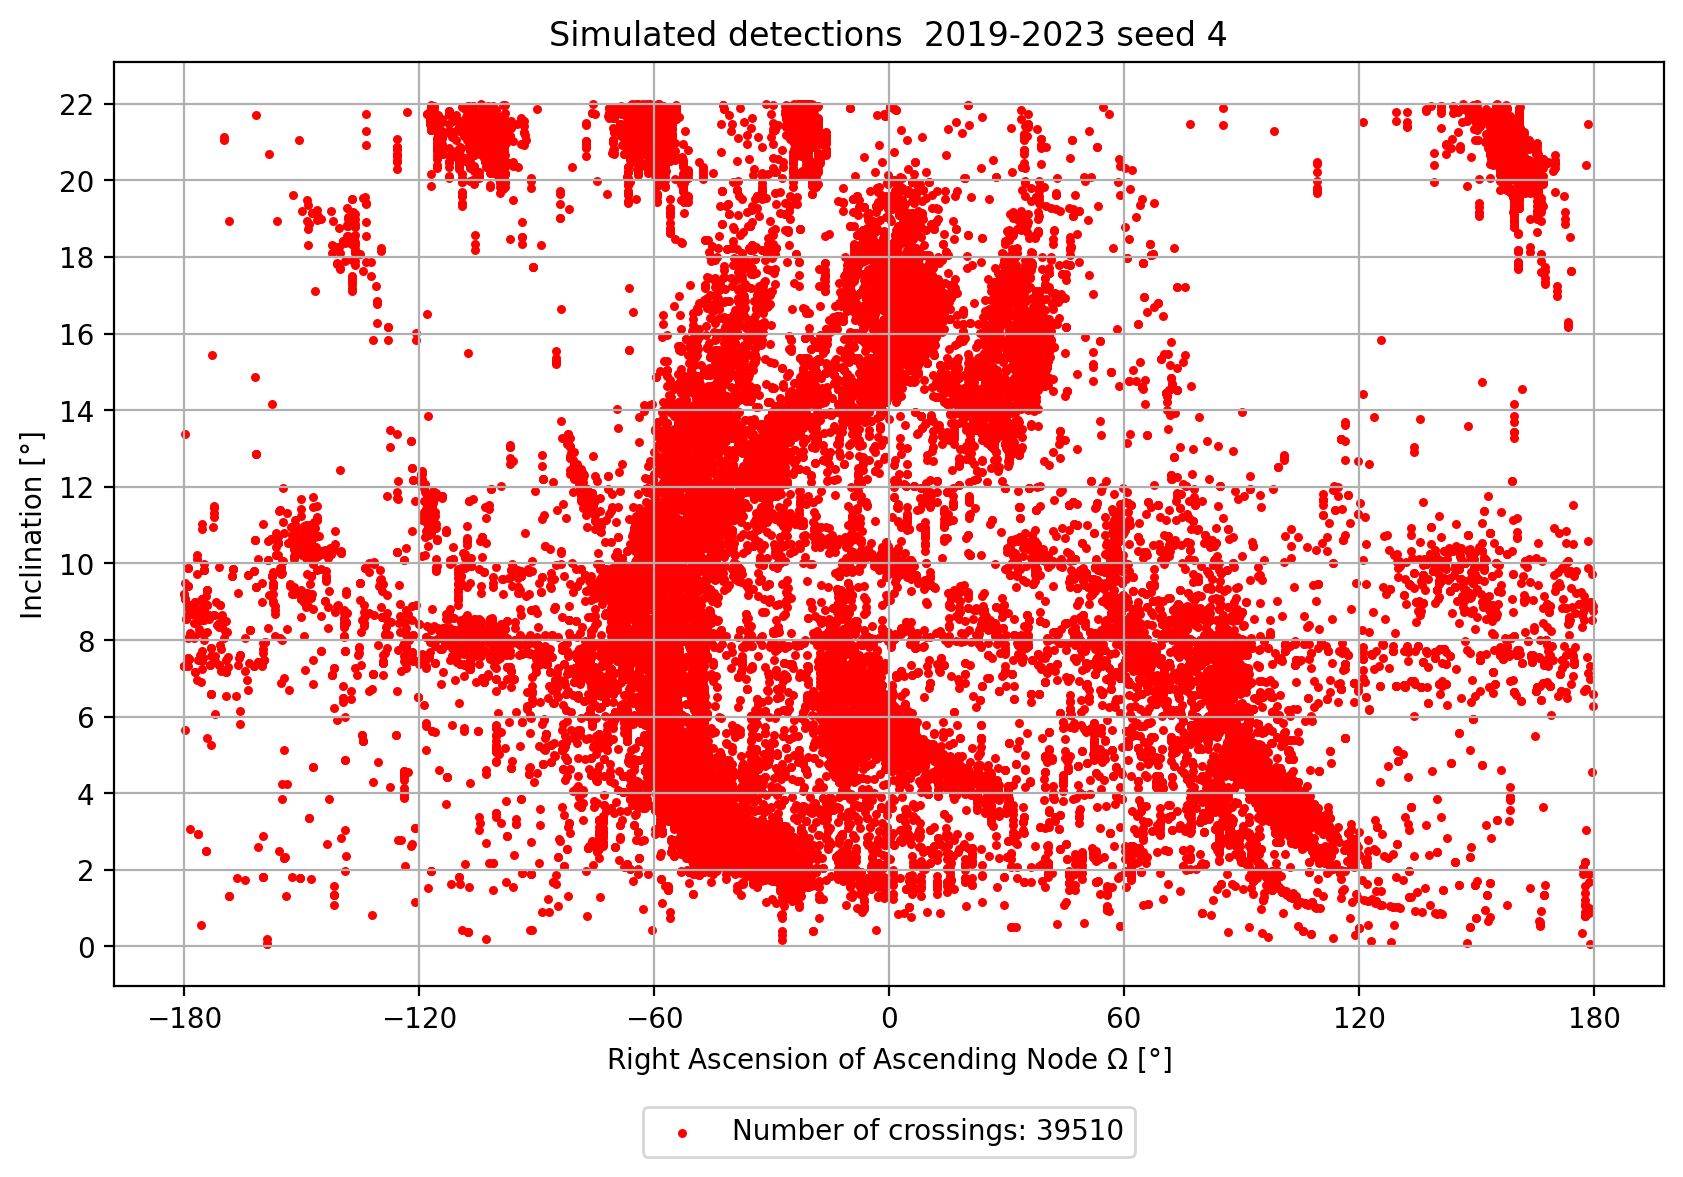 Simulated detections  2019-2023 seed 4
22
20
18
16
14
12
10
8
6
4
2
0
Inclination [°]
−180 −120 −60 0 60 120 180
Right Ascension of Ascending Node Ω [°]
Number of crossings: 39510